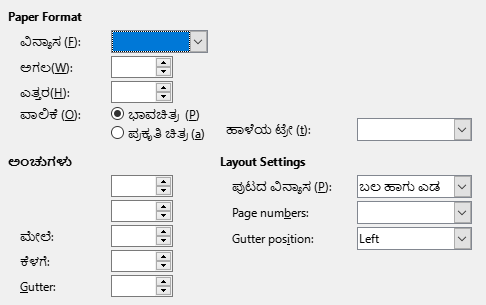 Paper Format
ವಿನ್ಯಾಸ (F):
ಅಗಲ(W):
ಎತ್ತರ(H):
ವಾಲಿಕೆ (O): ಭಾವಚಿತ್ರ (P)
ಪ್ರಕೃತಿ ಚಿತ್ರ (a) ಹಾಳೆಯ ಟ್ರೇ (t):
ಅಂಚುಗಳು Layout Settings
ಪುಟದ ವಿನ್ಯಾಸ (P): ಬಲ ಹಾಗು ಎಡ
Page numbers:
ಮೇಲೆ: Gutter position: Left
ಕೆಳಗೆ:
Gutter: